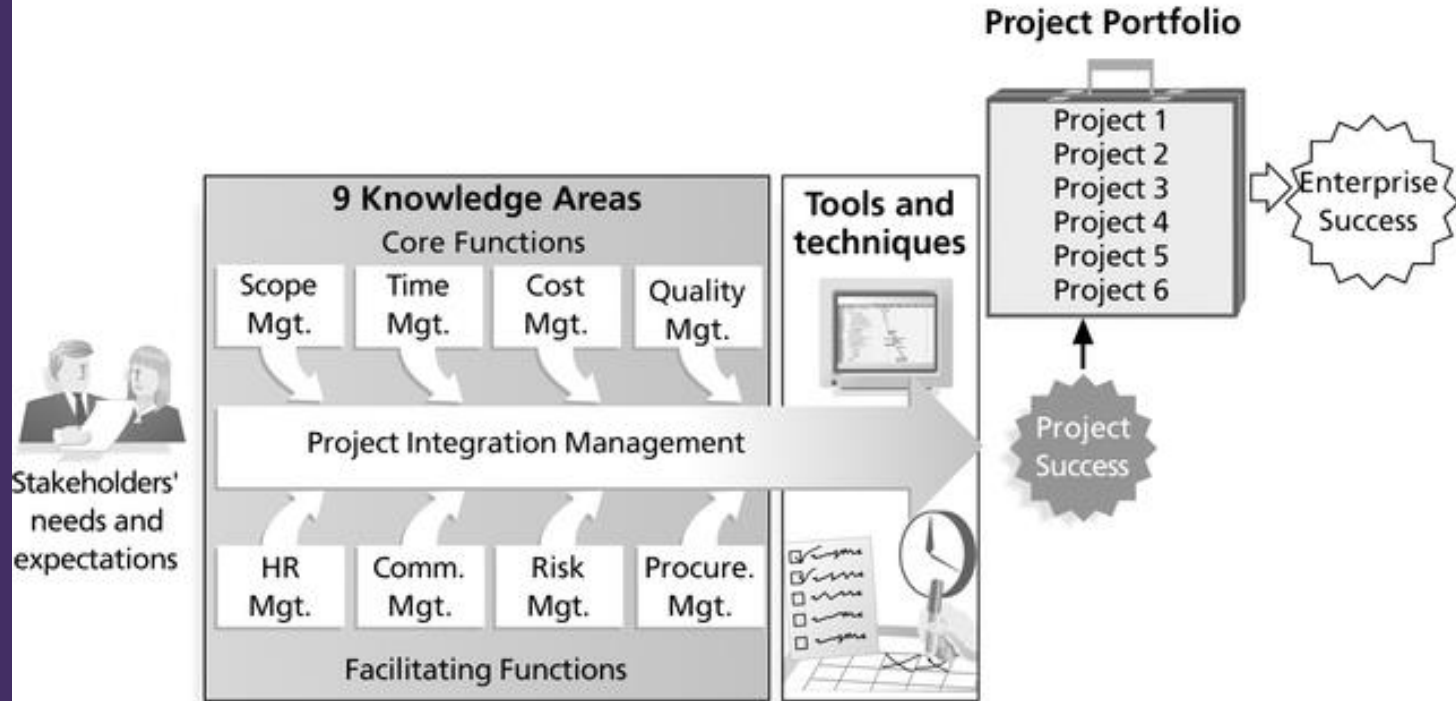 Project Portfolio
Project 1
Project 2
Project 3
Project 4
Project 5
Project 6
Enterprise
Success
9 Knowledge Areas
Core Functions
Scope
Mgt.
Time
Mgt.
Cost
Mgt.
Quality
Mgt.
Tools and
techniques
Project Integration Management
Project
Success
Stakeholders'
needs and
expectations
HR
Mgt.
Comm.
Mgt.
Risk
Mgt.
Procure.
Mgt.
Facilitating Functions